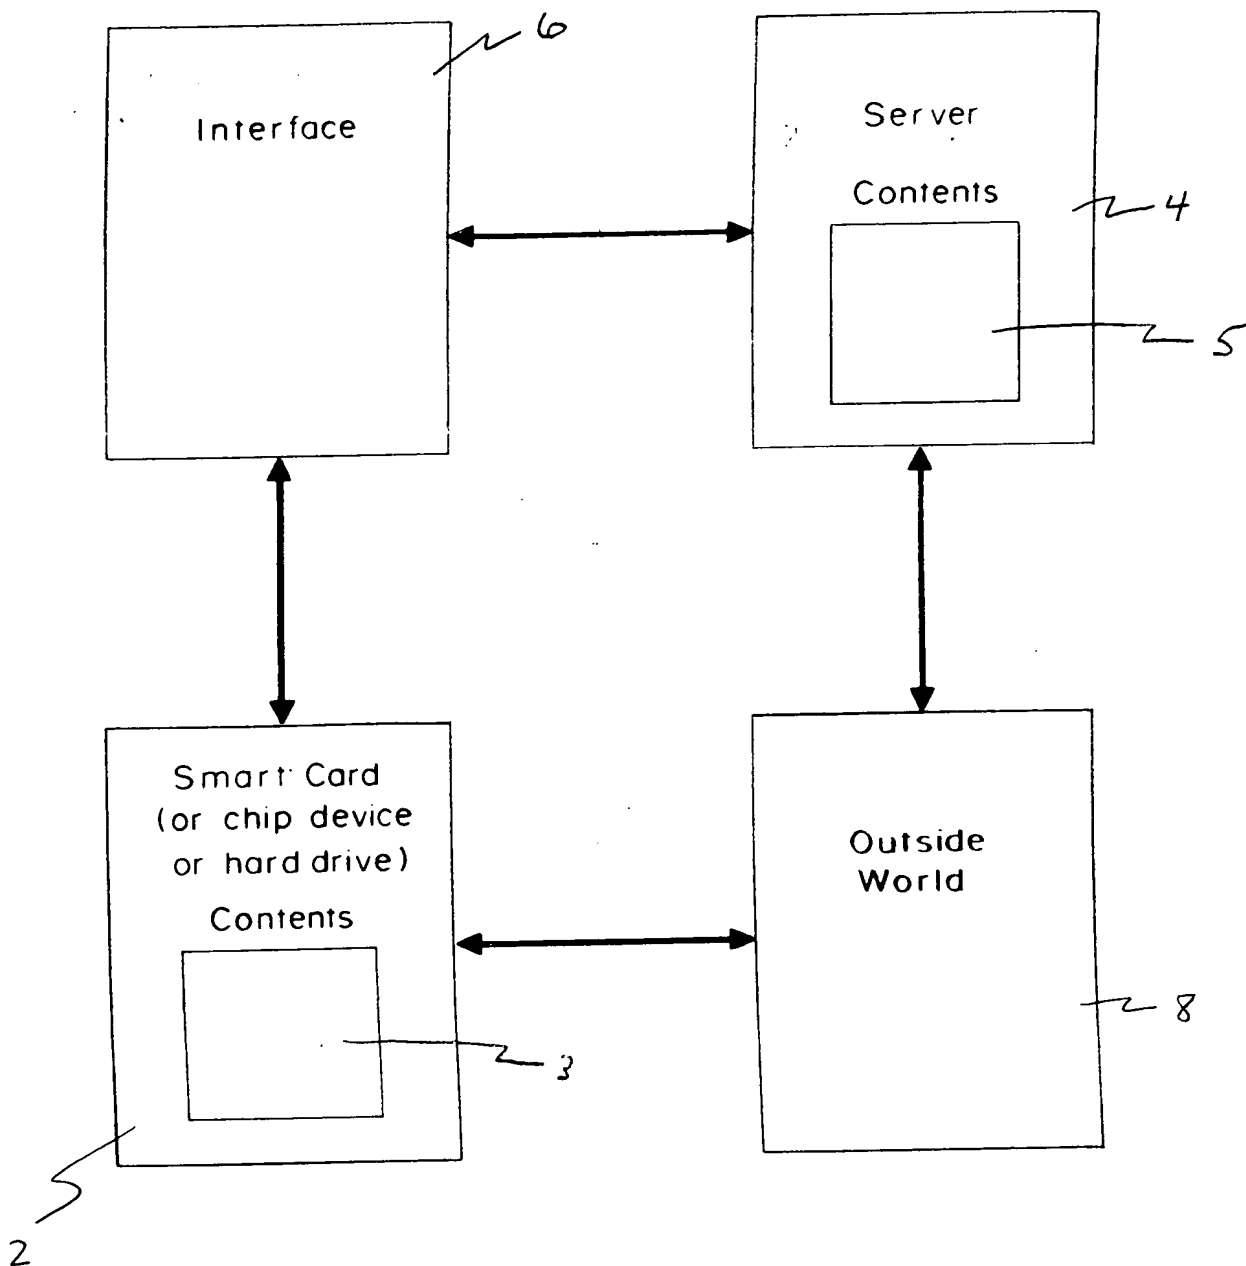 6
Interface
Server
Contents
4
5
Smart Card
(or chip device
or hard drive)
Contents
3
Outside
World
8
2